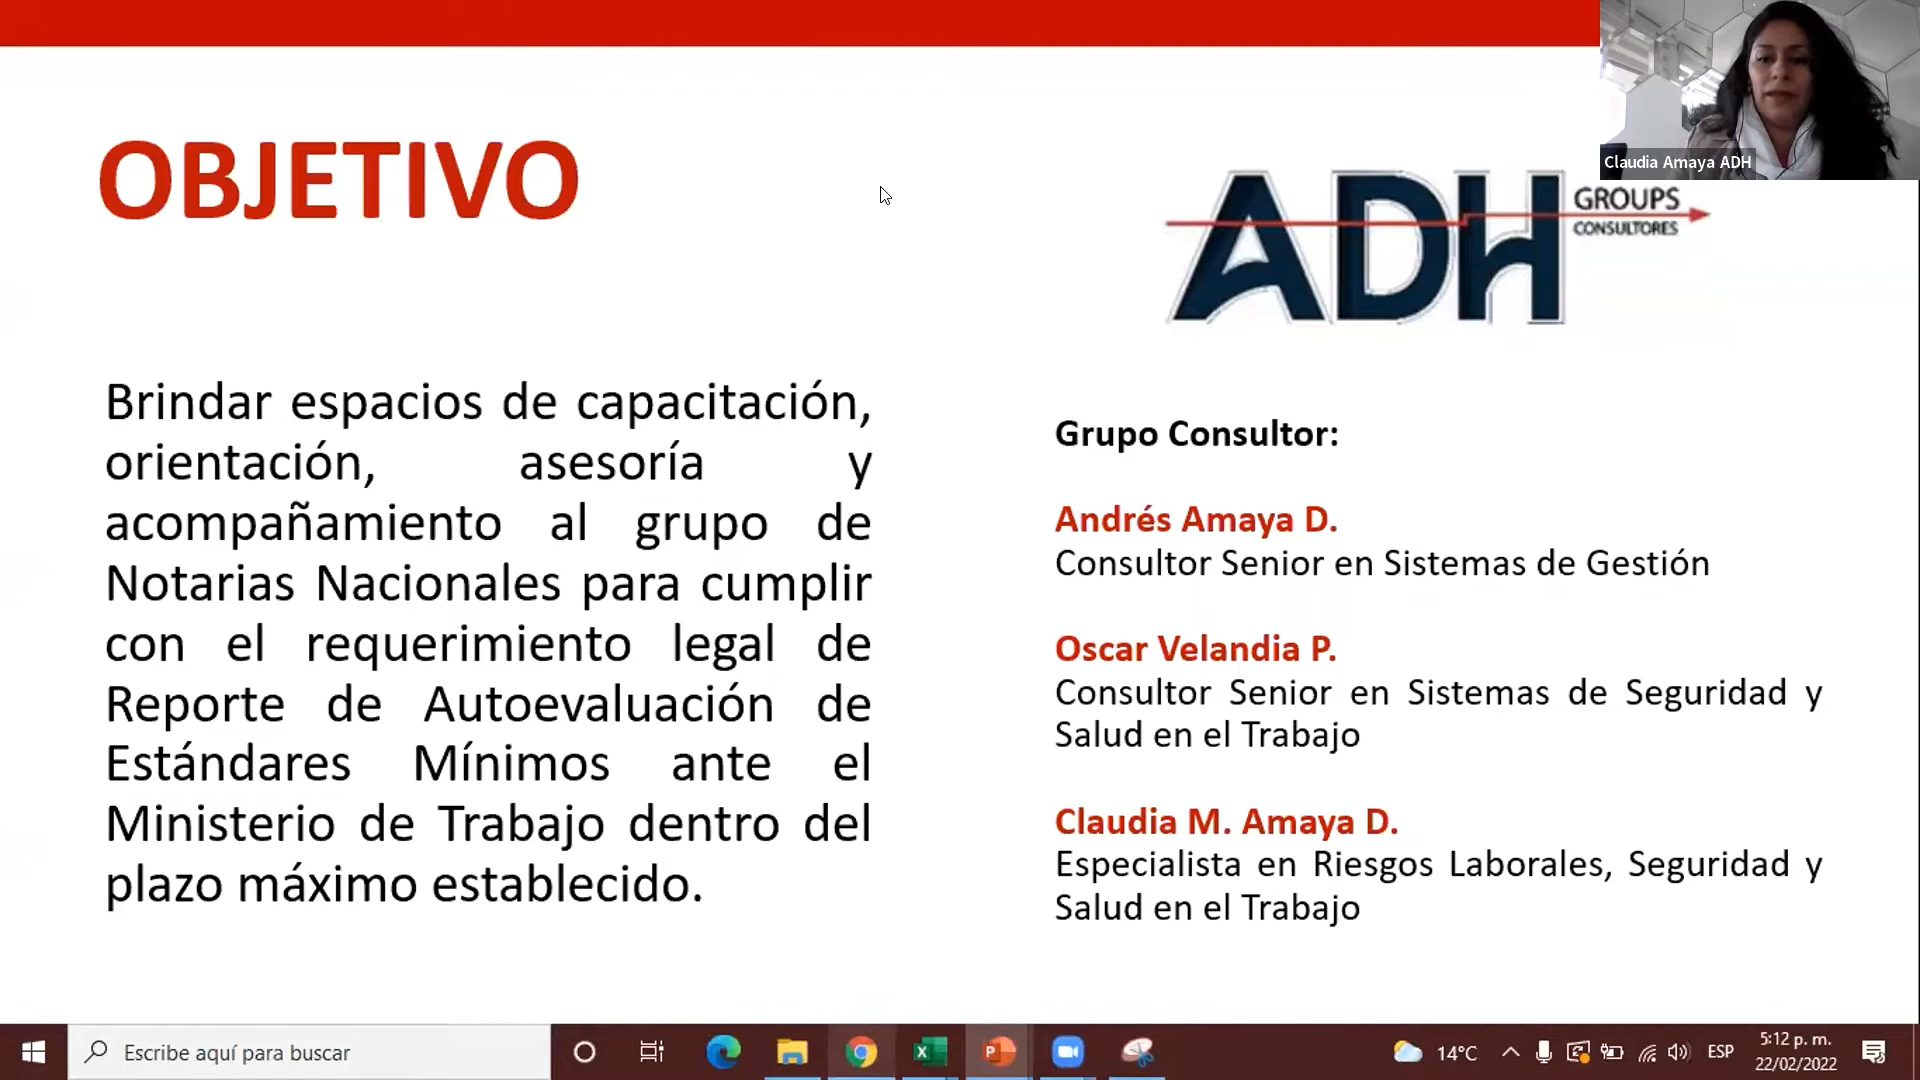 Claudia Amaya ADH
OBJETIVO
ADH
GROUPS
CONSULTORES
Brindar espacios de capacitación,
orientación, asesoría y
acompañamiento al grupo de
Notarias Nacionales para cumplir
con el requerimiento legal de
Reporte de Autoevaluación de
Estándares Mínimos ante el
Ministerio de Trabajo dentro del
plazo máximo establecido.
Grupo Consultor:
Andrés Amaya D.
Consultor Senior en Sistemas de Gestión
Oscar Velandia P.
Consultor Senior en Sistemas de Seguridad y
Salud en el Trabajo
Claudia M. Amaya D.
Especialista en Riesgos Laborales, Seguridad y
Salud en el Trabajo
Escribe aquí para buscar
14°C
ESP
5:12 p. m.
22/02/2022